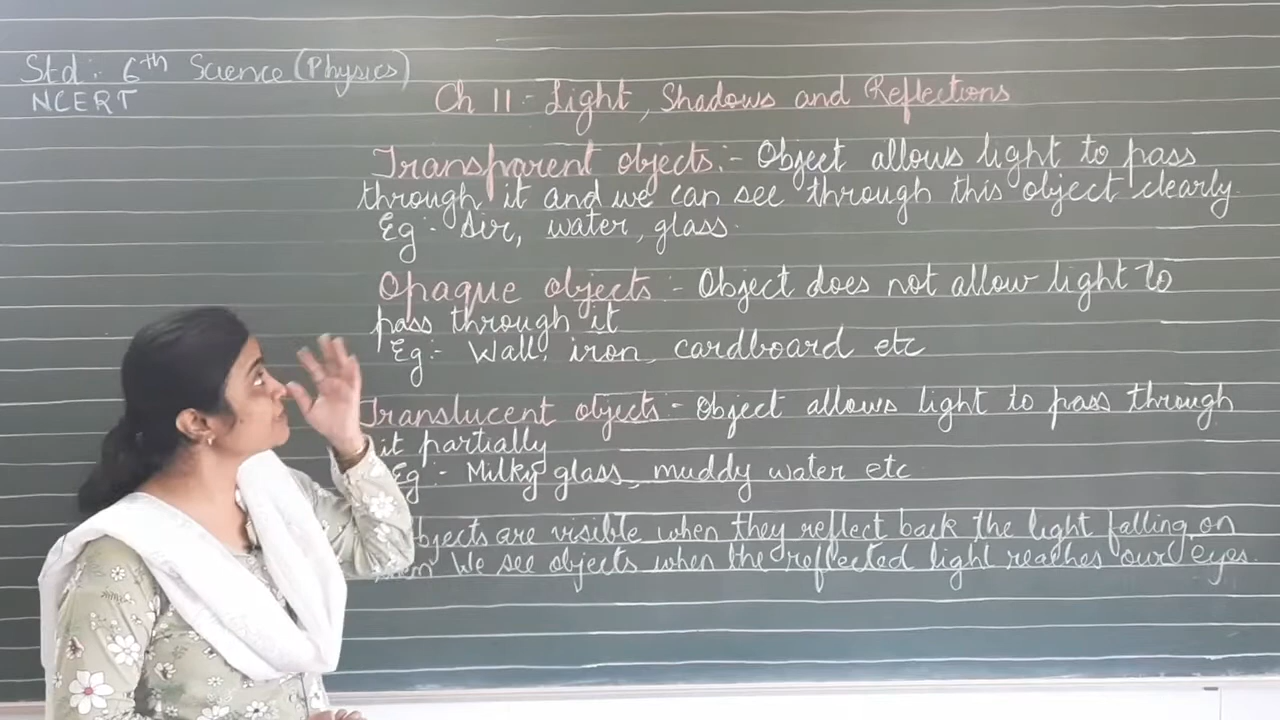 Std:- 6th Science (Physics)
NCERT
Ch 11:- Light, Shadows and Reflections
Transparent objects:- Object allows light to pass
through it and we can see through this object clearly.
Eg:- Air, water, glass.
Opaque objects:- Object does not allow light to
pass through it
Eg:- Wall, iron, cardboard etc
Translucent objects- Object allows light to pass through
it partially
Eg:- Milky glass, muddy water etc
are visible when they reflect back the light falling on
We see objects when the reflected light reaches our eyes.